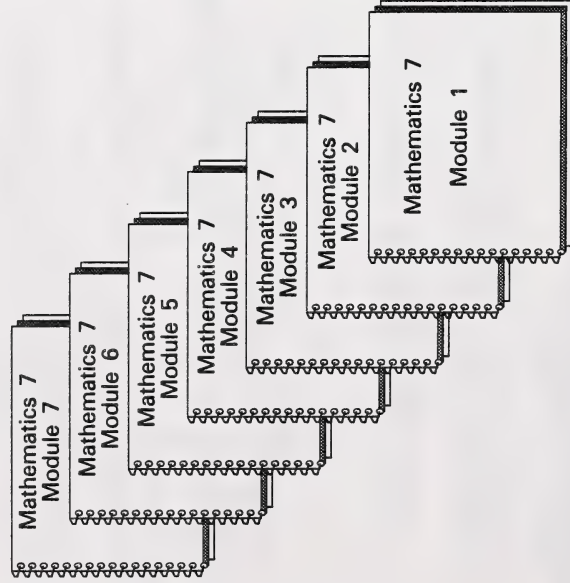 Mathematics 7
Module 7
Mathematics 7
Module 6
Mathematics 7
Module 5
Mathematics 7
Module 4
Mathematics 7
Module 3
Mathematics 7
Module 2
Mathematics 7
Module 1